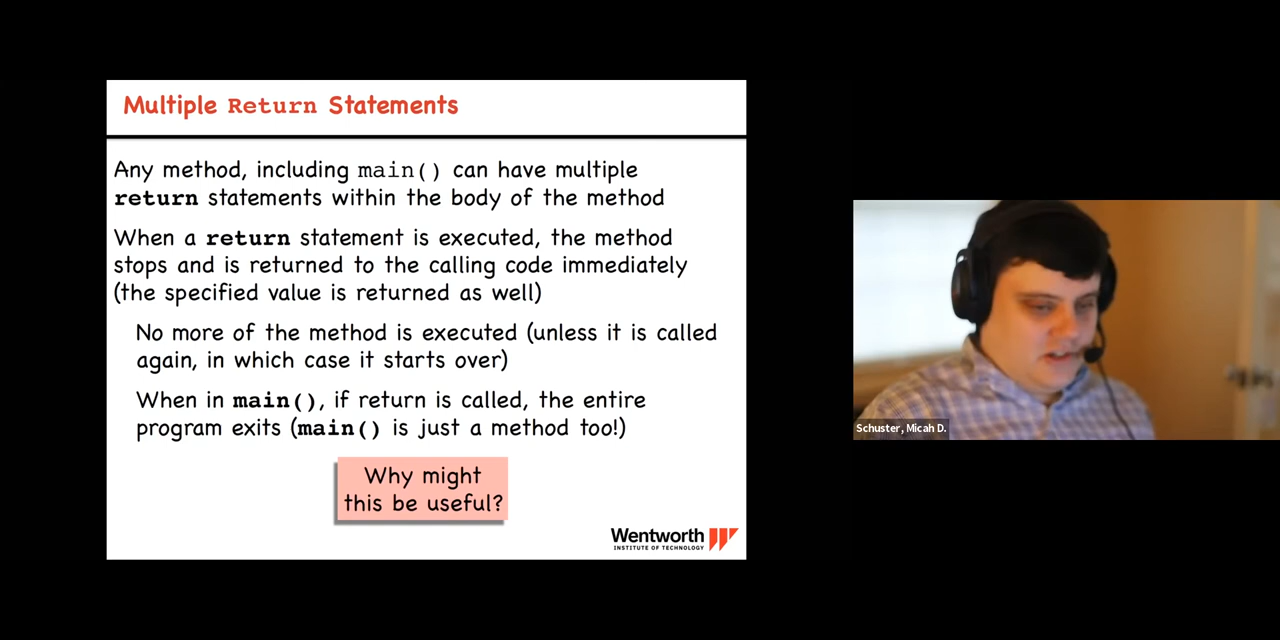 Multiple Return Statements
Any method, including main() can have multiple
return statements within the body of the method
When a return statement is executed, the method
stops and is returned to the calling code immediately
(the specified value is returned as well)
No more of the method is executed (unless it is called
again, in which case it starts over)
When in main(), if return is called, the entire
program exits (main() is just a method too!)
Why might
this be useful?
Wentworth
INSTITUTE OF TECHNOLOGY
Schuster, Micah D.